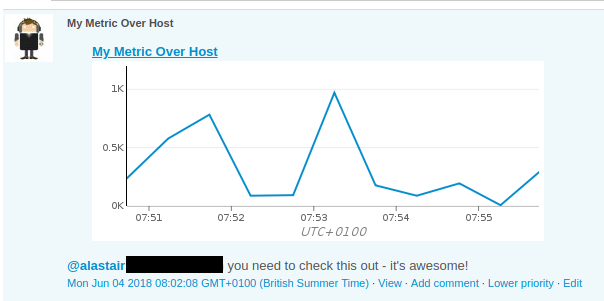 My Metric Over Host
My Metric Over Host
1K
0.5K
0K
07:51 07:52 07:53 07:54 07:55
UTC+0100
@alastair you need to check this out - it's awesome!
Mon Jun 04 2018 08:02:08 GMT+0100 (British Summer Time) · View · Add comment · Lower priority · Edit